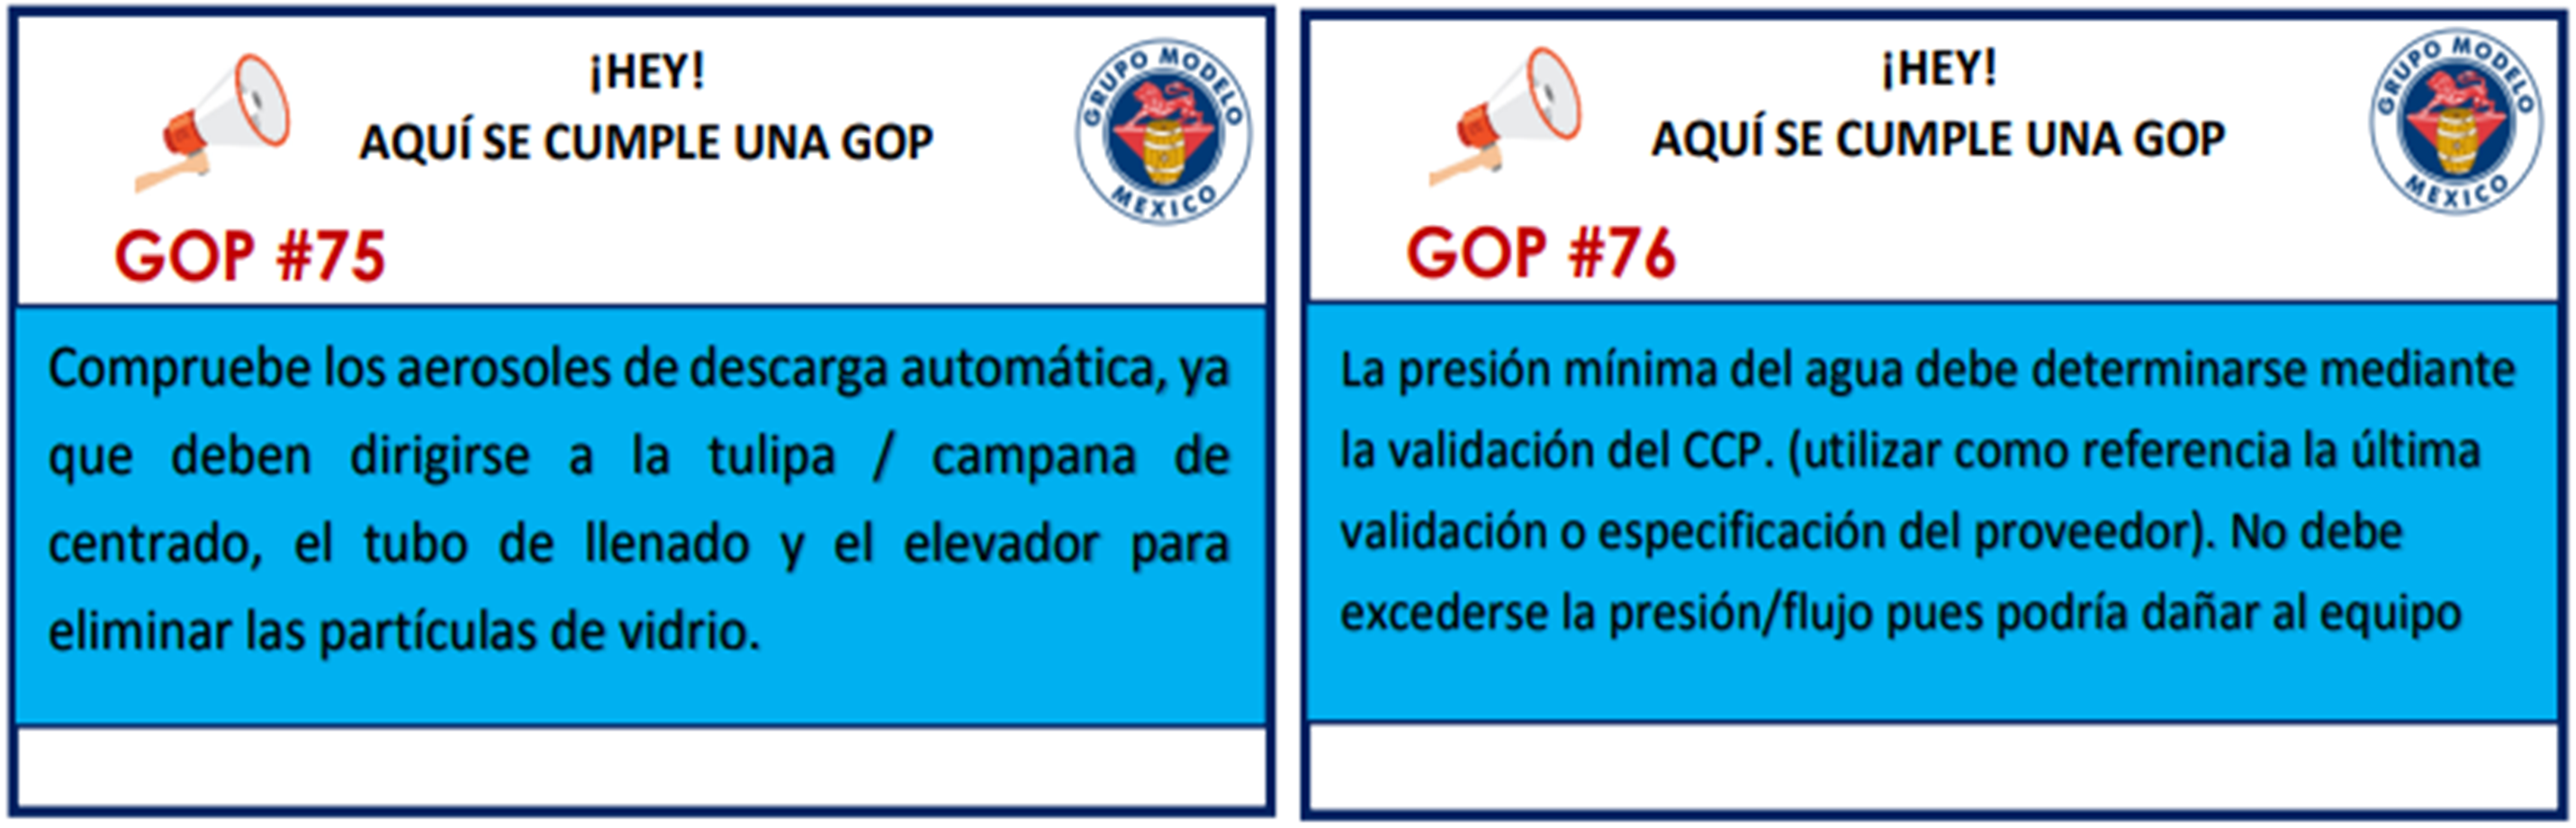 ¡HEY!
AQUÍ SE CUMPLE UNA GOP
GRUPO MODELO
MEXICO
GOP #75
Compruebe los aerosoles de descarga automática, ya
que deben dirigirse a la tulipa / campana de
centrado, el tubo de llenado y el elevador para
eliminar las partículas de vidrio.
¡HEY!
AQUÍ SE CUMPLE UNA GOP
GRUPO MODELO
MEXICO
GOP #76
La presión mínima del agua debe determinarse mediante
la validación del CCP. (utilizar como referencia la última
validación o especificación del proveedor). No debe
excederse la presión/flujo pues podría dañar al equipo